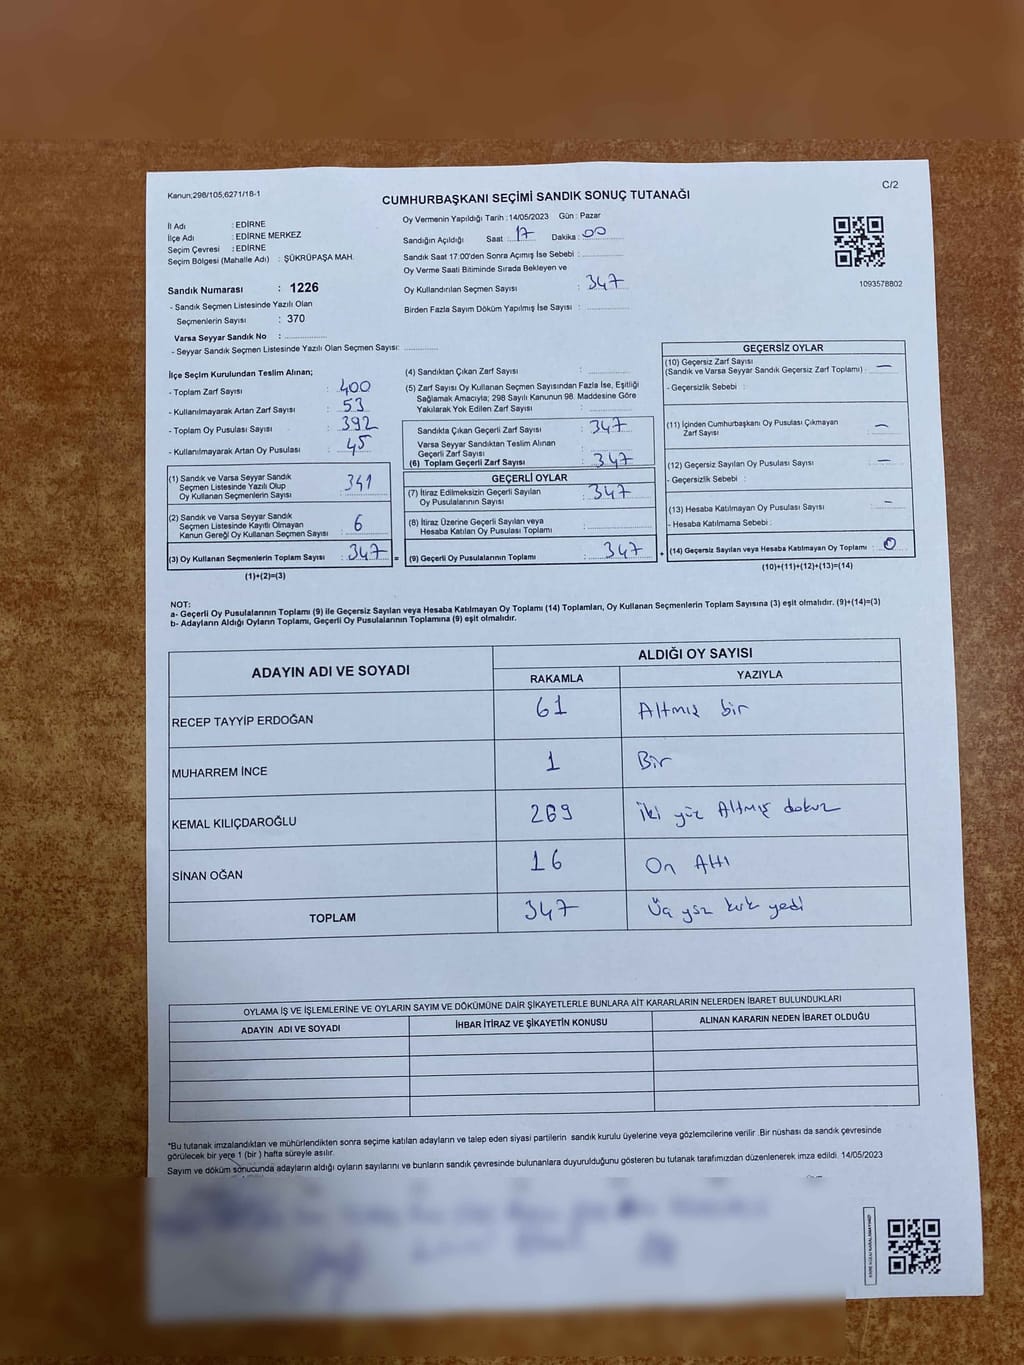 Kanun;298/105,6271/18-1
C/2
CUMHURBAŞKANI SEÇİMİ SANDIK SONUÇ TUTANAĞI
İl Adı : EDİRNE
İlçe Adı : EDİRNE MERKEZ
Seçim Çevresi : EDİRNE
Seçim Bölgesi (Mahalle Adı) : ŞÜKRÜPAŞA MAH.
Sandık Numarası : 1226
- Sandık Seçmen Listesinde Yazılı Olan
Seçmenlerin Sayısı : 370
Varsa Seyyar Sandık No :
- Seyyar Sandık Seçmen Listesinde Yazılı Olan Seçmen Sayısı:
Oy Vermenin Yapıldığı Tarih :14/05/2023 Gün : Pazar
Sandığın Açıldığı Saat : 17 Dakika : 00
Sandık Saat 17:00'den Sonra Açımış İse Sebebi :
Oy Verme Saati Bitiminde Sırada Bekleyen ve
Oy Kullandırılan Seçmen Sayısı : 347
Birden Fazla Sayım Döküm Yapılmış İse Sayısı :
1093578802
İlçe Seçim Kurulundan Teslim Alınan;
- Toplam Zarf Sayısı : 400
- Kullanılmayarak Artan Zarf Sayısı : 53
- Toplam Oy Pusulası Sayısı : 392
- Kullanılmayarak Artan Oy Pusulası : 45
(1) Sandık ve Varsa Seyyar Sandık
Seçmen Listesinde Yazılı Olup
Oy Kullanan Seçmenlerin Sayısı : 341
(2) Sandık ve Varsa Seyyar Sandık
Seçmen Listesinde Kayıtlı Olmayan
Kanun Gereği Oy Kullanan Seçmen Sayısı : 6
(3) Oy Kullanan Seçmenlerin Toplam Sayısı : 347 =
(1)+(2)=(3)
(4) Sandıktan Çıkan Zarf Sayısı :
(5) Zarf Sayısı Oy Kullanan Seçmen Sayısından Fazla İse, Eşitliği
Sağlamak Amacıyla; 298 Sayılı Kanunun 98. Maddesine Göre
Yakılarak Yok Edilen Zarf Sayısı :
Sandıkta Çıkan Geçerli Zarf Sayısı : 347
Varsa Seyyar Sandıktan Teslim Alınan
Geçerli Zarf Sayısı :
(6) Toplam Geçerli Zarf Sayısı : 347
GEÇERLİ OYLAR
(7) İtiraz Edilmeksizin Geçerli Sayılan
Oy Pusulalarının Sayısı : 347
(8) İtiraz Üzerine Geçerli Sayılan veya
Hesaba Katılan Oy Pusulası Toplamı :
(9) Geçerli Oy Pusulalarının Toplamı : 347 +
GEÇERSİZ OYLAR
(10) Geçersiz Zarf Sayısı
(Sandık ve Varsa Seyyar Sandık Geçersiz Zarf Toplamı) : —
- Geçersizlik Sebebi :
(11) İçinden Cumhurbaşkanı Oy Pusulası Çıkmayan
Zarf Sayısı : —
(12) Geçersiz Sayılan Oy Pusulası Sayısı : —
- Geçersizlik Sebebi :
(13) Hesaba Katılmayan Oy Pusulası Sayısı : —
- Hesaba Katılmama Sebebi :
(14) Geçersiz Sayılan veya Hesaba Katılmayan Oy Toplamı : 0
(10)+(11)+(12)+(13)=(14)
NOT:
a- Geçerli Oy Pusulalarının Toplamı (9) ile Geçersiz Sayılan veya Hesaba Katılmayan Oy Toplamı (14) Toplamları, Oy Kullanan Seçmenlerin Toplam Sayısına (3) eşit olmalıdır. (9)+(14)=(3)
b- Adayların Aldığı Oyların Toplamı, Geçerli Oy Pusulalarının Toplamına (9) eşit olmalıdır.
ADAYIN ADI VE SOYADI
ALDIĞI OY SAYISI
RAKAMLA YAZIYLA
RECEP TAYYİP ERDOĞAN 61 Altmış bir
MUHARREM İNCE 1 Bir
KEMAL KILIÇDAROĞLU 269 iki yüz Altmış dokuz
SİNAN OĞAN 16 On Altı
TOPLAM 347 Üç yüz kırk yedi
OYLAMA İŞ VE İŞLEMLERİNE VE OYLARIN SAYIM VE DÖKÜMÜNE DAİR ŞİKAYETLERLE BUNLARA AİT KARARLARIN NELERDEN İBARET BULUNDUKLARI
ADAYIN ADI VE SOYADI İHBAR İTİRAZ VE ŞİKAYETİN KONUSU ALINAN KARARIN NEDEN İBARET OLDUĞU
*Bu tutanak imzalandıktan ve mühürlendikten sonra seçime katılan adayların ve talep eden siyasi partilerin sandık kurulu üyelerine veya gözlemcilerine verilir .Bir nüshası da sandık çevresinde
görülecek bir yere 1 (bir ) hafta süreyle asılır.
Sayım ve döküm sonucunda adayların aldığı oyların sayılarını ve bunların sandık çevresinde bulunanlara duyurulduğunu gösteren bu tutanak tarafımızdan düzenlenerek imza edildi. 14/05/2023